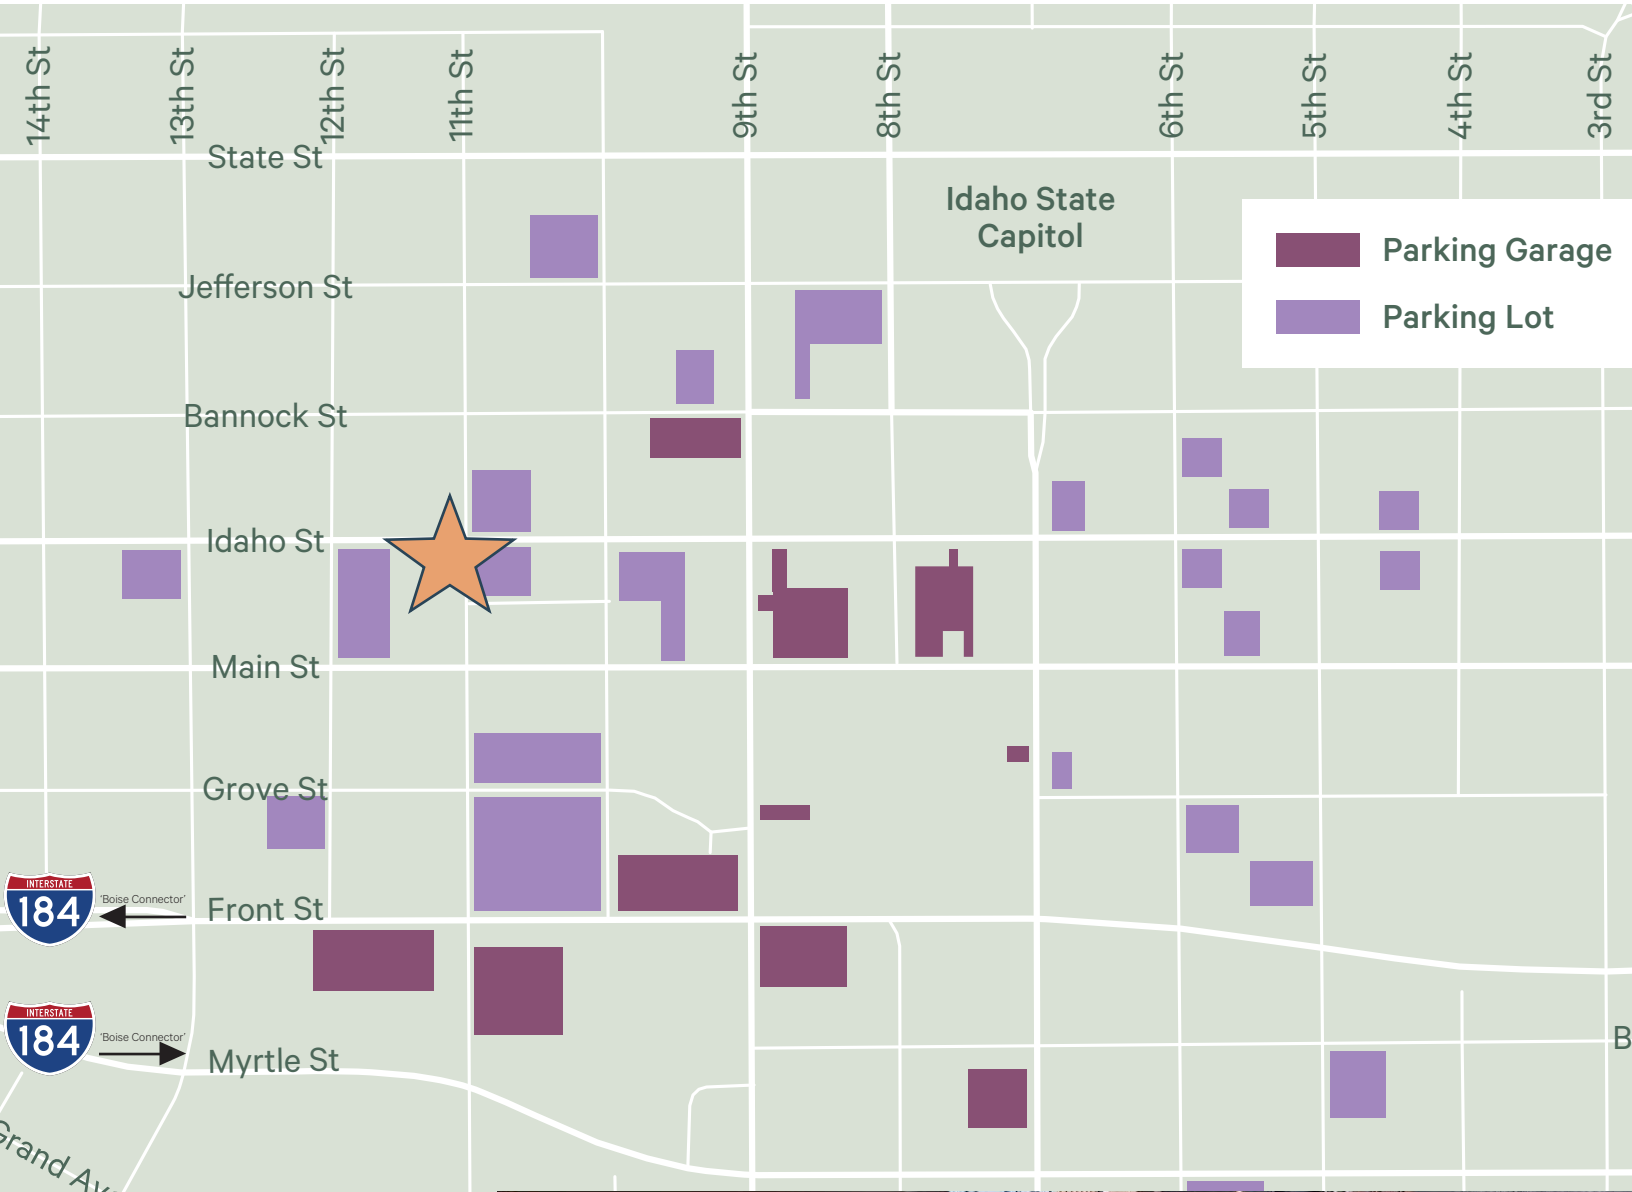 14th St
13th St
12th St
11th St
9th St
8th St
6th St
5th St
4th St
3rd St
State St
Idaho State
Capitol
Parking Garage
Parking Lot
Jefferson St
Bannock St
Idaho St
Main St
Grove St
INTERSTATE
184
'Boise Connector'
Front St
INTERSTATE
184
'Boise Connector'
Myrtle St
B
Grand Av